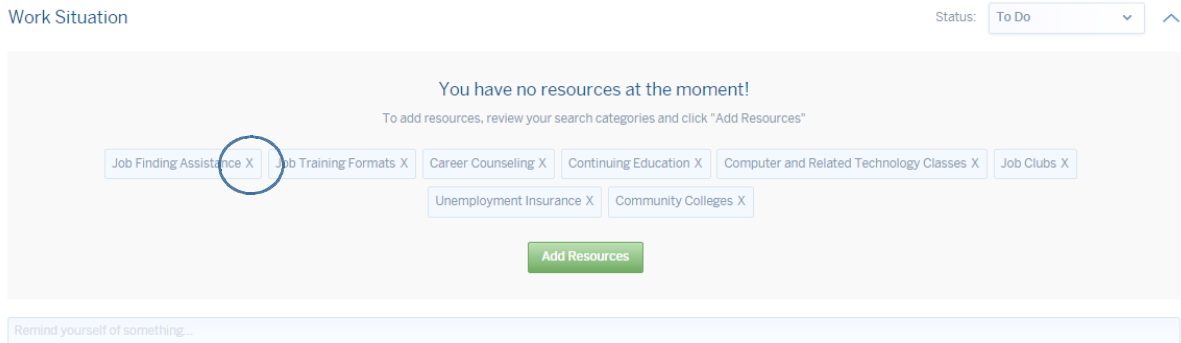 Work Situation Status: To Do
You have no resources at the moment!
To add resources, review your search categories and click "Add Resources"
Job Finding Assistance X Job Training Formats X Career Counseling X Continuing Education X Computer and Related Technology Classes X Job Clubs X
Unemployment Insurance X Community Colleges X
Add Resources
Remind yourself of something...